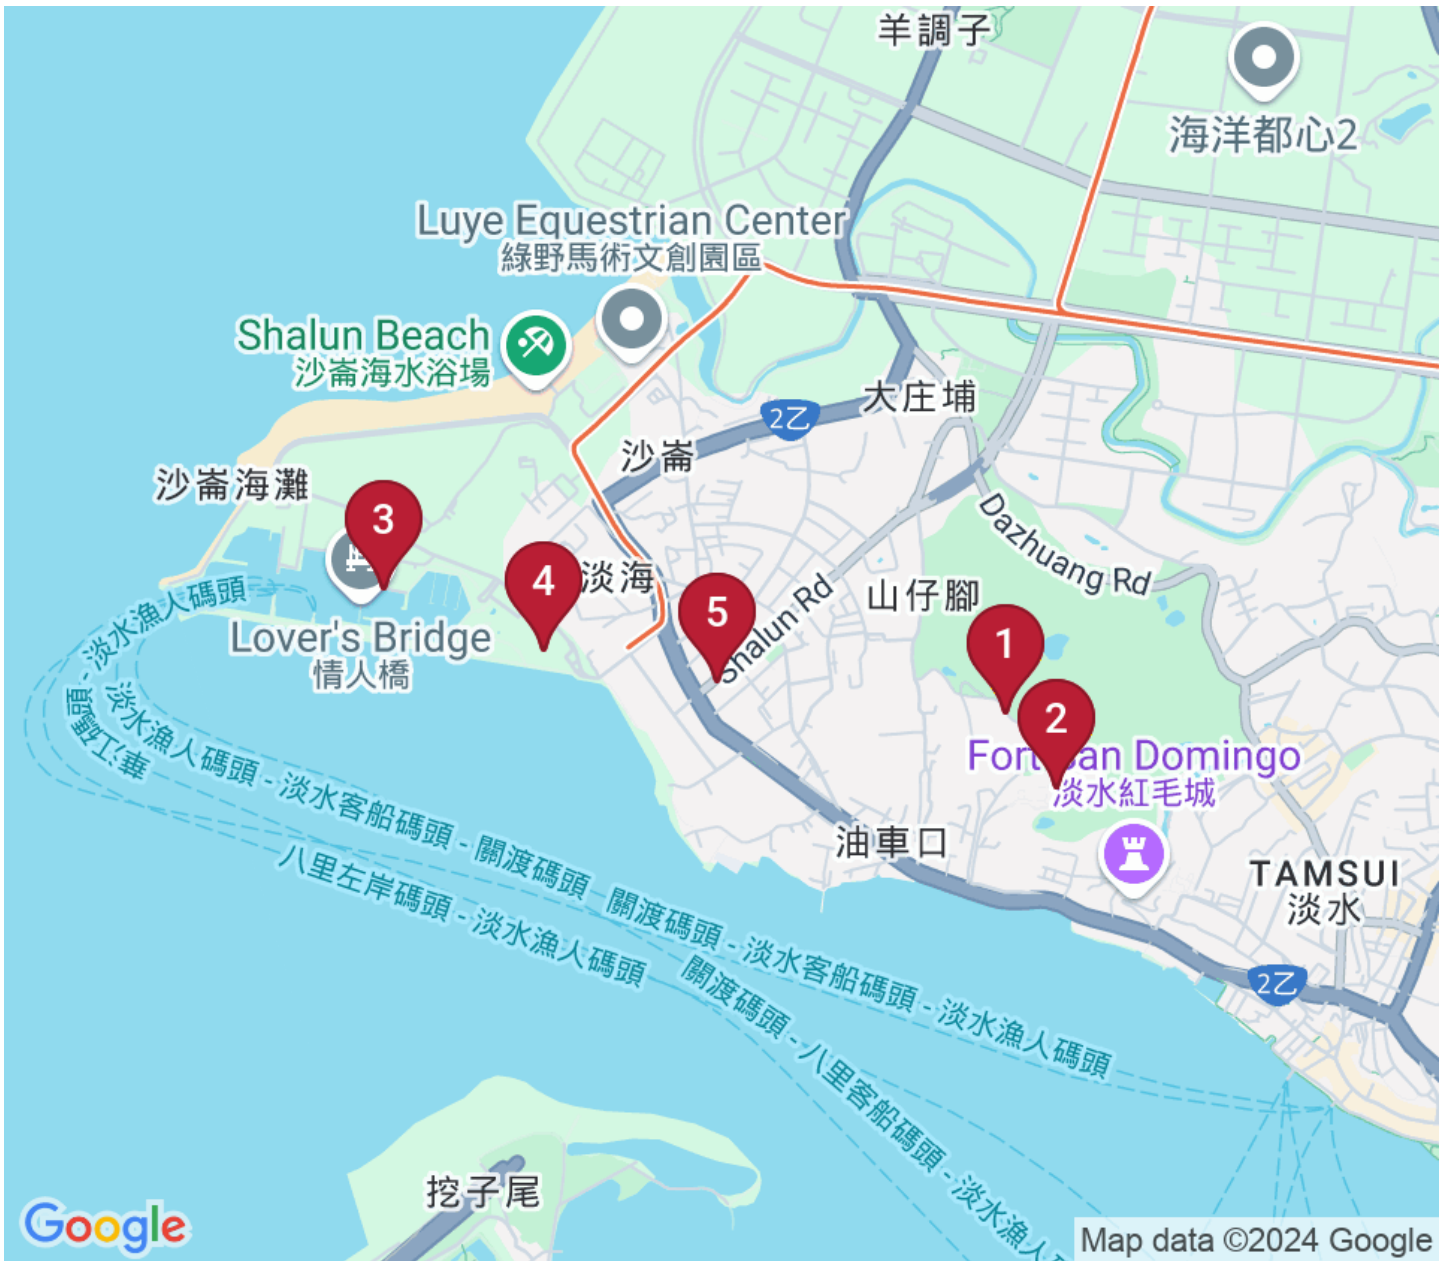 羊調子
海洋都心2
Luye Equestrian Center
綠野馬術文創園區
Shalun Beach
沙崙海水浴場
大庄埔
2乙
沙崙
沙崙海灘
3
Dazhuang Rd
4
淡海
山仔腳
5
Shalun Rd
1
淡水漁人碼頭
Lover's Bridge
情人橋
2
Fort San Domingo
淡水紅毛城
淡水漁人碼頭 - 淡水客船碼頭 - 關渡碼頭
油車口
八里左岸碼頭 - 淡水漁人碼頭
關渡碼頭 - 淡水客船碼頭 - 淡水漁人碼頭
TAMSUI
淡水
2乙
關渡碼頭 - 八里客船碼頭 - 淡水漁人
挖子尾
Google
Map data ©2024 Google